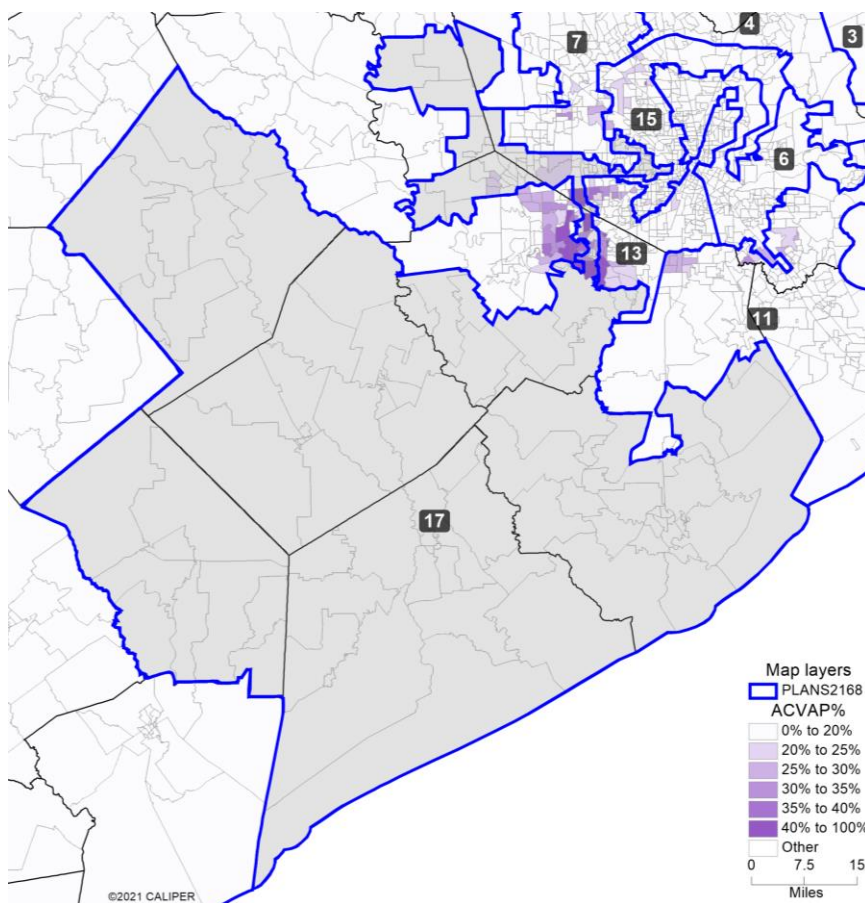 7
4
3
15
6
13
11
17
Map layers
PLANS2168
ACVAP%
0% to 20%
20% to 25%
25% to 30%
30% to 35%
35% to 40%
40% to 100%
Other
0 7.5 15
Miles
©2021 CALIPER